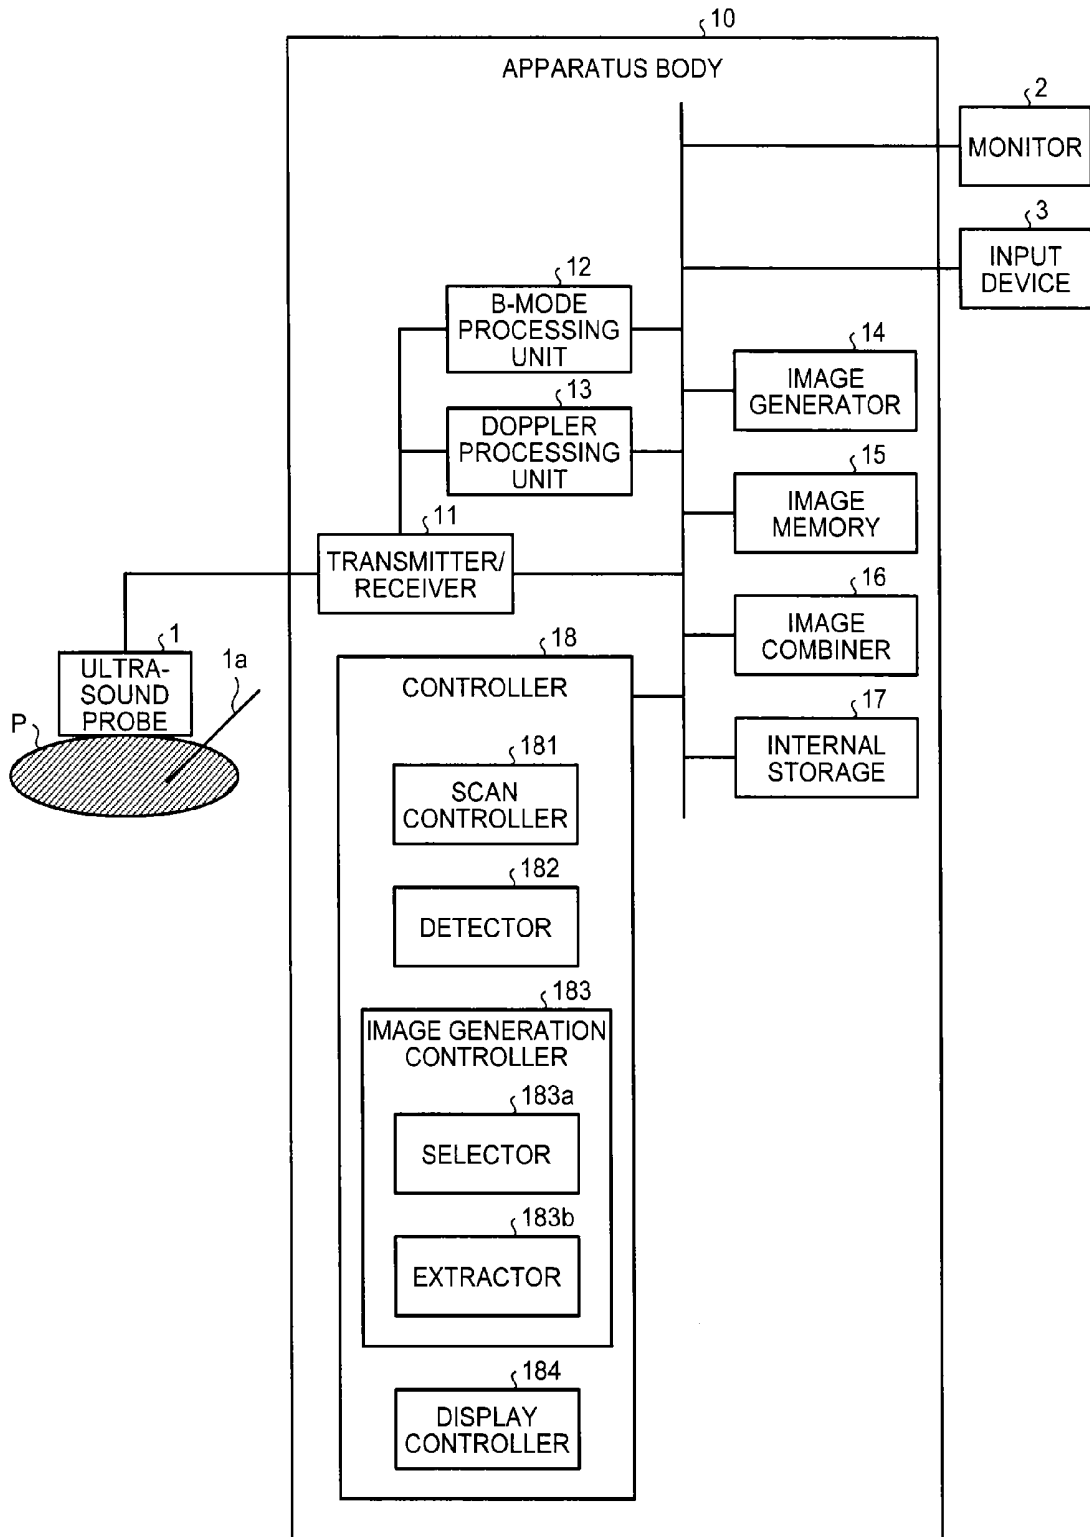 10
APPARATUS BODY
2
MONITOR
3
INPUT
DEVICE
12
B-MODE
PROCESSING
UNIT
13
DOPPLER
PROCESSING
UNIT
14
IMAGE
GENERATOR
15
IMAGE
MEMORY
11
TRANSMITTER/
RECEIVER
16
IMAGE
COMBINER
17
INTERNAL
STORAGE
1
ULTRA-
SOUND
PROBE
1a
P
18
CONTROLLER
181
SCAN
CONTROLLER
182
DETECTOR
183
IMAGE GENERATION
CONTROLLER
183a
SELECTOR
183b
EXTRACTOR
184
DISPLAY
CONTROLLER